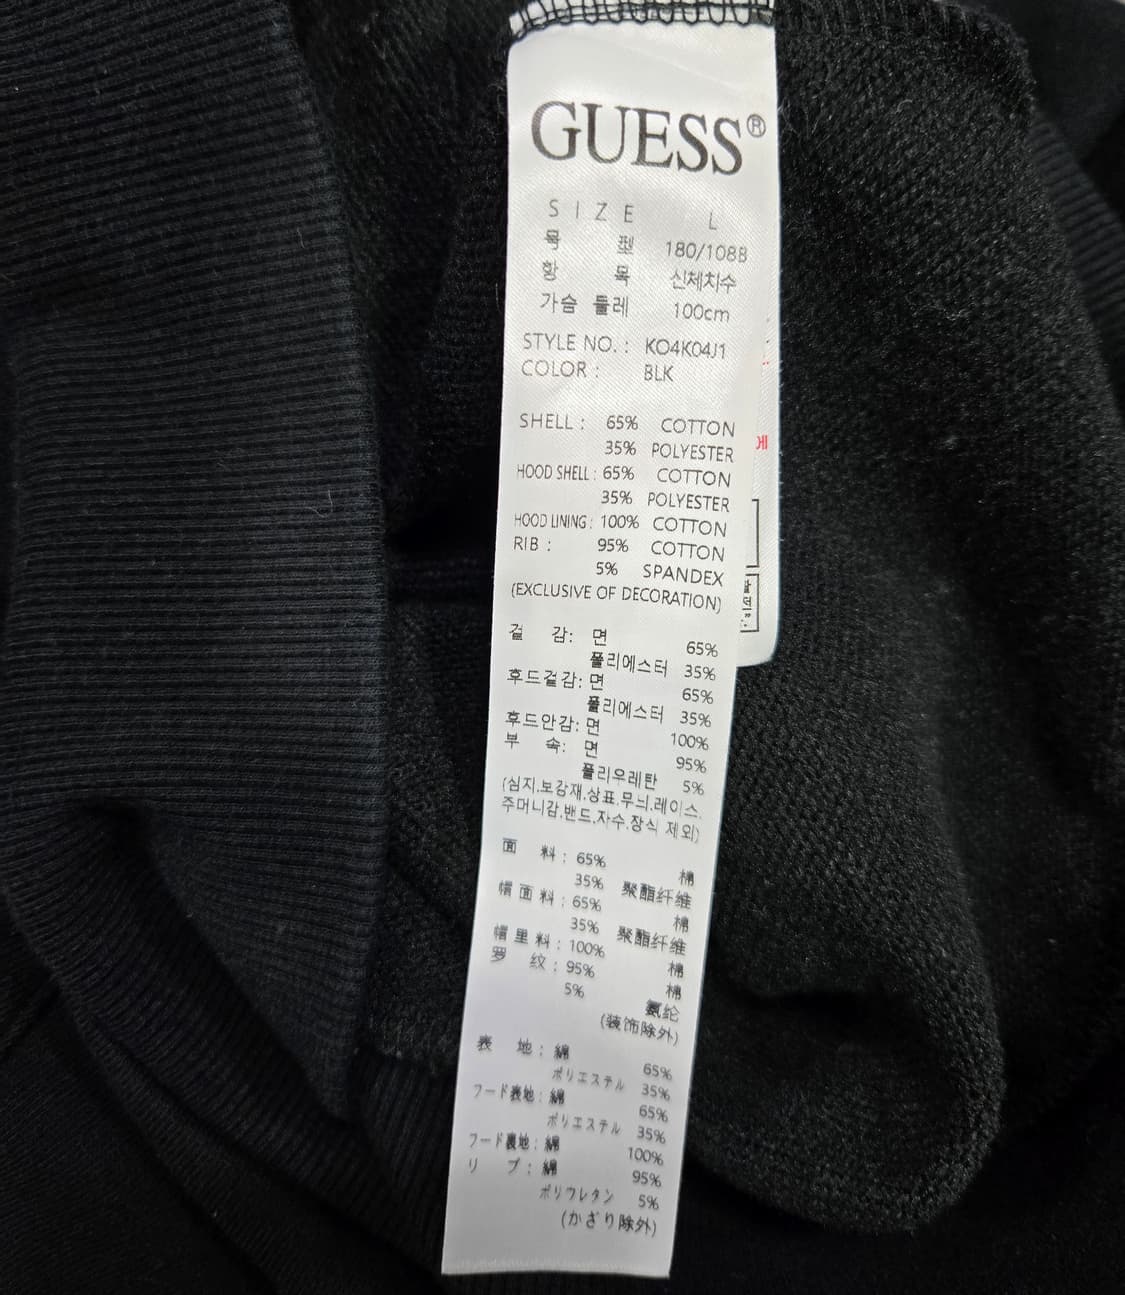 GUESS®
SIZE L
호 型 180/108B
항 목 신체치수
가슴 둘레 100cm
STYLE NO. : KO4K04J1
COLOR : BLK
SHELL : 65% COTTON
35% POLYESTER
HOOD SHELL : 65% COTTON
35% POLYESTER
HOOD LINING : 100% COTTON
RIB : 95% COTTON
5% SPANDEX
(EXCLUSIVE OF DECORATION)
겉 감: 면 65%
폴리에스터 35%
후드겉감: 면 65%
폴리에스터 35%
후드안감: 면 100%
부 속: 면 95%
폴리우레탄 5%
(심지.보강재.상표.무늬.레이스.
주머니감.밴드.자수.장식 제외)
面 料 : 65% 棉
35% 聚酯纤维
帽面料 : 65% 棉
35% 聚酯纤维
帽里料 : 100% 棉
罗 纹 : 95% 棉
5% 氨纶
(装饰除外)
表 地 : 綿 65%
ポリエステル 35%
フード表地 : 綿 65%
ポリエステル 35%
フード裏地 : 綿 100%
リ ブ : 綿 95%
ポリウレタン 5%
(かざり除外)
에